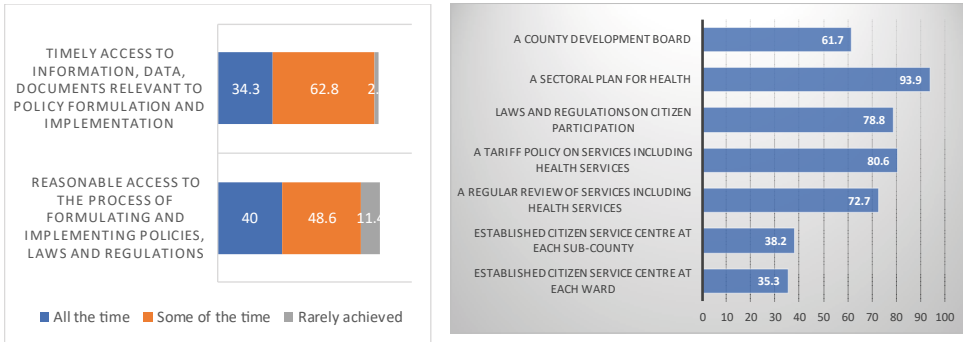 TIMELY ACCESS TO
INFORMATION, DATA,
DOCUMENTS RELEVANT TO
POLICY FORMULATION AND
IMPLEMENTATION
34.3 62.8 2.
REASONABLE ACCESS TO
THE PROCESS OF
FORMULATING AND
IMPLEMENTING POLICIES,
LAWS AND REGULATIONS
40 48.6 11.4
All the time Some of the time Rarely achieved
A COUNTY DEVELOPMENT BOARD
61.7
A SECTORAL PLAN FOR HEALTH
93.9
LAWS AND REGULATIONS ON CITIZEN
PARTICIPATION
78.8
A TARIFF POLICY ON SERVICES INCLUDING
HEALTH SERVICES
80.6
A REGULAR REVIEW OF SERVICES INCLUDING
HEALTH SERVICES
72.7
ESTABLISHED CITIZEN SERVICE CENTRE AT
EACH SUB-COUNTY
38.2
ESTABLISHED CITIZEN SERVICE CENTRE AT
EACH WARD
35.3
0 10 20 30 40 50 60 70 80 90 100